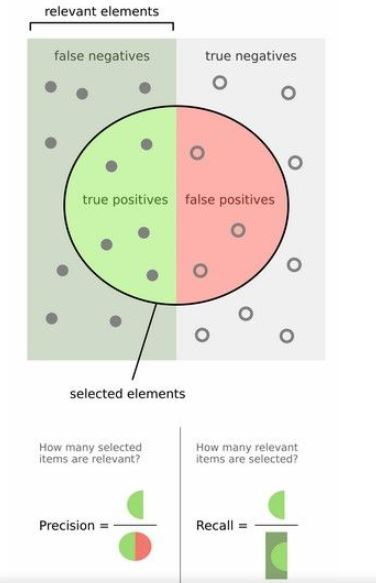 relevant elements
false negatives
true negatives
true positives
false positives
selected elements
How many selected
items are relevant?
How many relevant
items are selected?
Precision =
Recall =